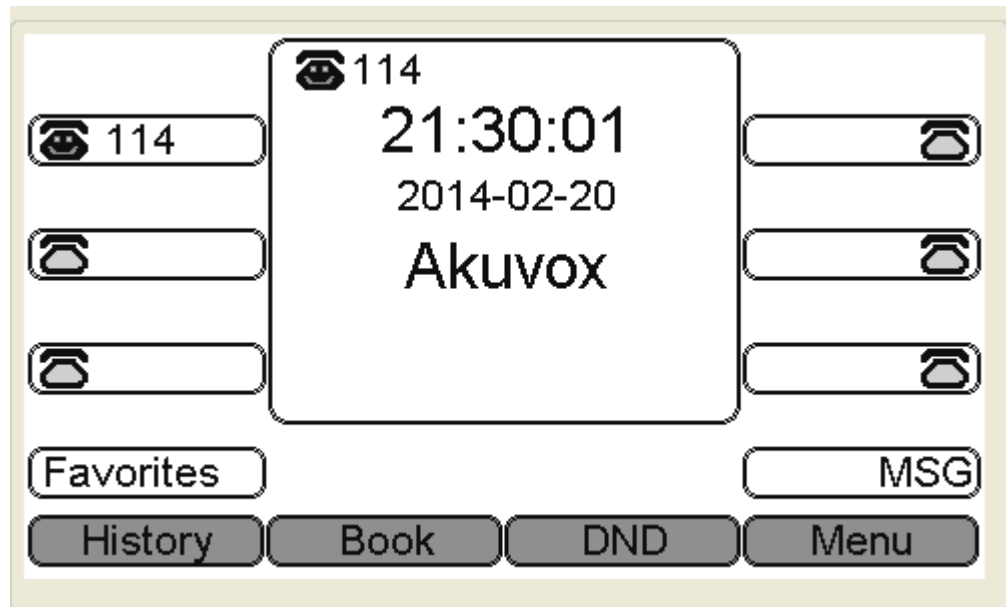 114
21:30:01
2014-02-20
Akuvox
114
Favorites
MSG
History
Book
DND
Menu